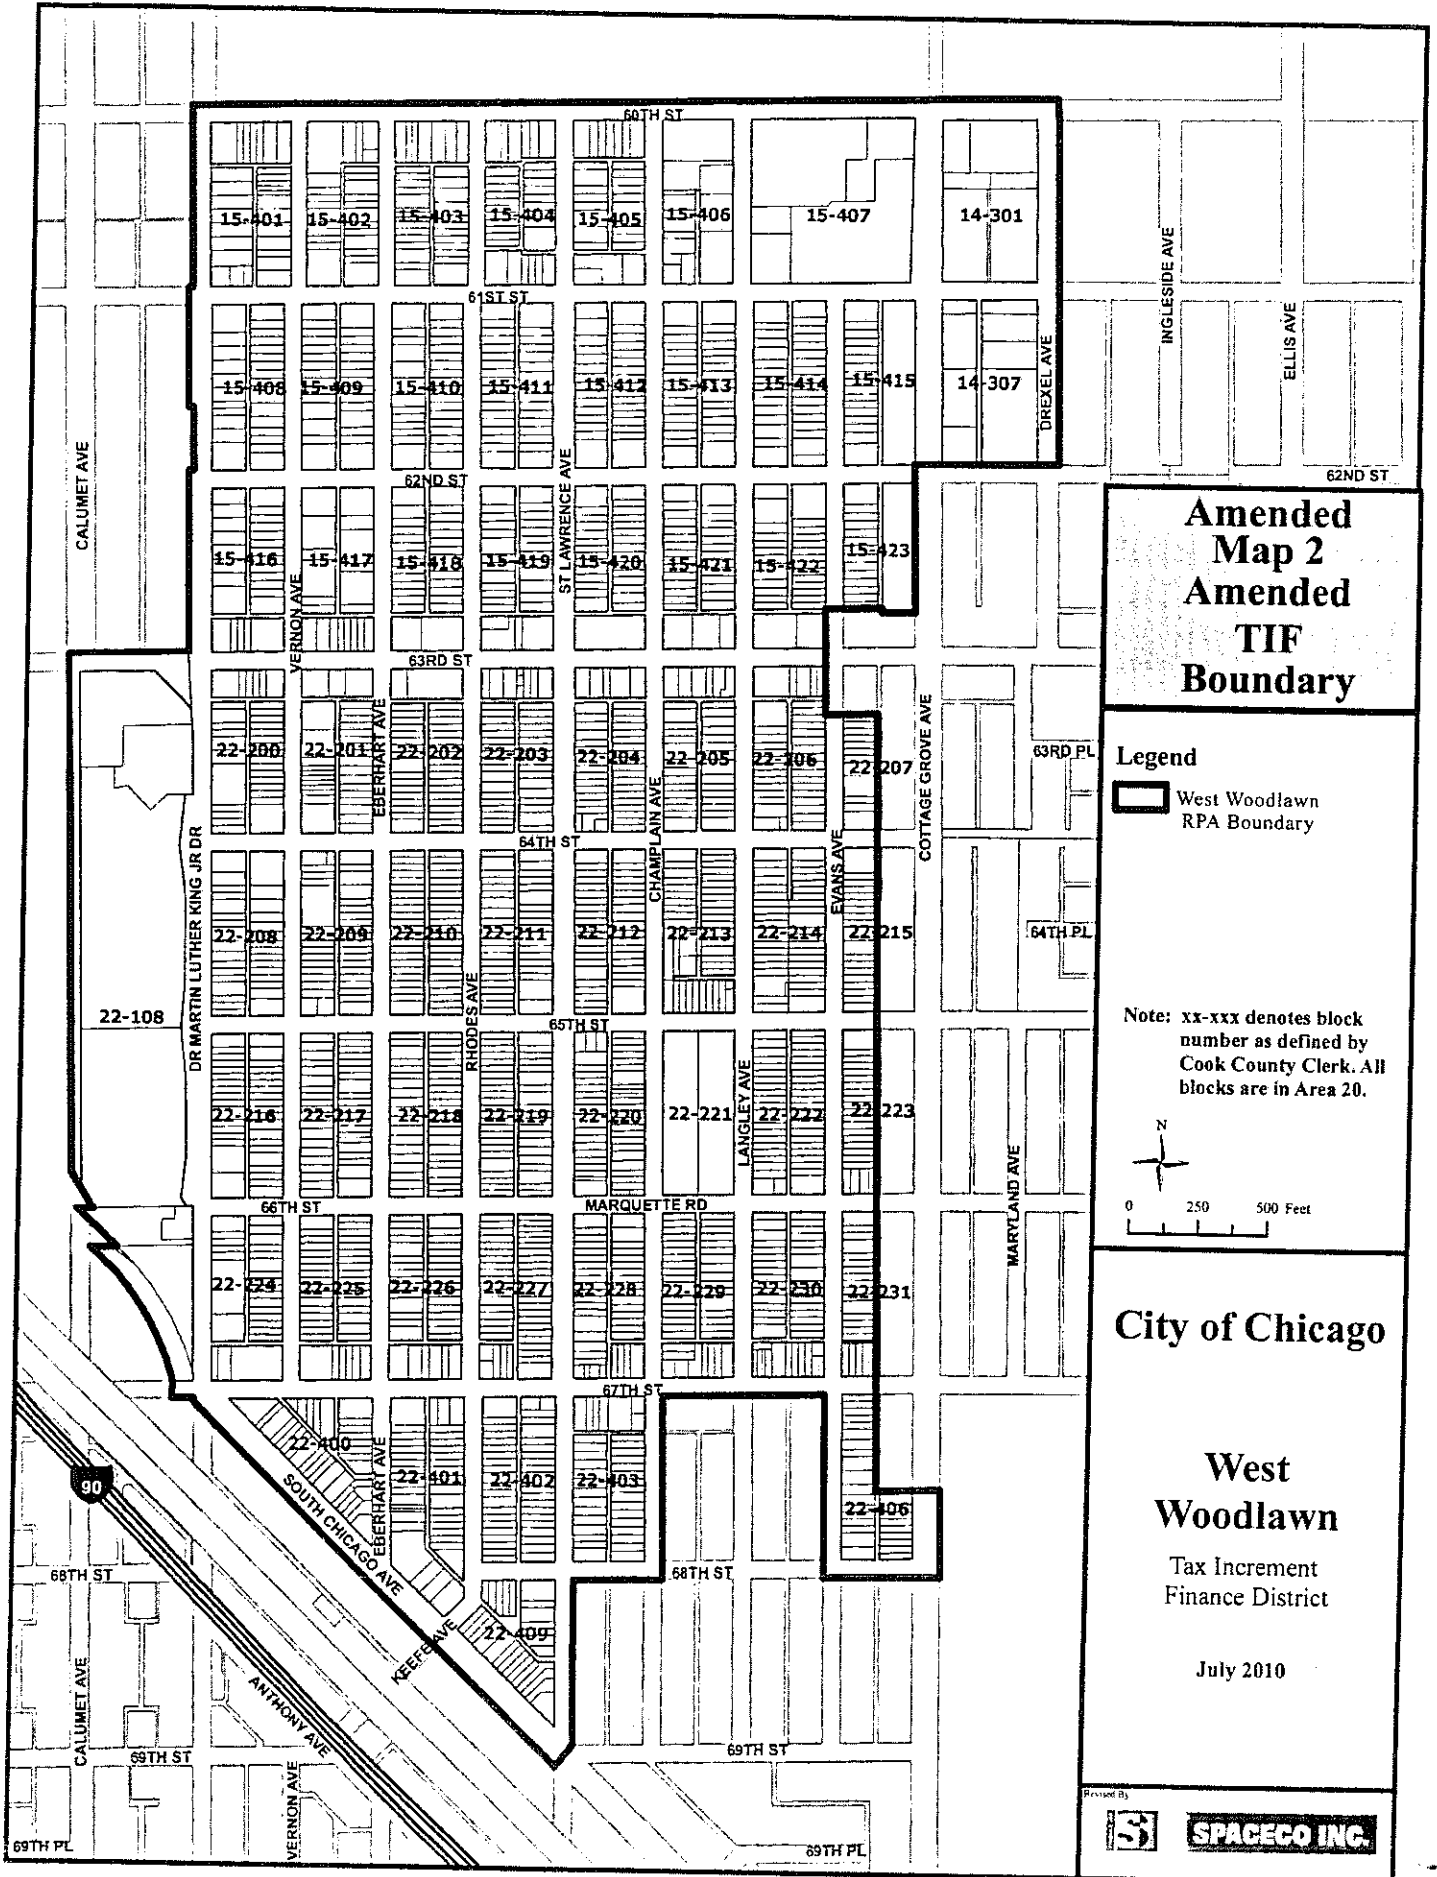 60TH ST
15-401
15-402
15-403
15-404
15-405
15-406
15-407
14-301
61ST ST
INGLESIDE AVE
ELLIS AVE
DREXEL AVE
15-408
15-409
15-410
15-411
15-412
15-413
15-414
15-415
14-307
CALUMET AVE
62ND ST
ST LAWRENCE AVE
62ND ST
15-416
15-417
15-418
15-419
15-420
15-421
15-422
15-423
VERNON AVE
63RD ST
22-200
22-201
22-202
22-203
22-204
22-205
22-206
22-207
EBERHART AVE
COTTAGE GROVE AVE
63RD PL
64TH ST
CHAMPLAIN AVE
EVANS AVE
DR MARTIN LUTHER KING JR DR
22-208
22-209
22-210
22-211
22-212
22-213
22-214
22-215
64TH PL
22-108
RHODES AVE
65TH ST
LANGLEY AVE
22-216
22-217
22-218
22-219
22-220
22-221
22-222
22-223
MARYLAND AVE
66TH ST
MARQUETTE RD
22-224
22-225
22-226
22-227
22-228
22-229
22-230
22-231
67TH ST
22-400
22-401
22-402
22-403
22-406
EBERHART AVE
SOUTH CHICAGO AVE
90
68TH ST
68TH ST
22-409
KEEFE AVE
CALUMET AVE
ANTHONY AVE
69TH ST
69TH ST
VERNON AVE
69TH PL
69TH PL
Amended
Map 2
Amended
TIF
Boundary
Legend
West Woodlawn
RPA Boundary
Note: xx-xxx denotes block
number as defined by
Cook County Clerk. All
blocks are in Area 20.
N
0 250 500 Feet
City of Chicago
West
Woodlawn
Tax Increment
Finance District
July 2010
Revised By
S
SPACECO INC.